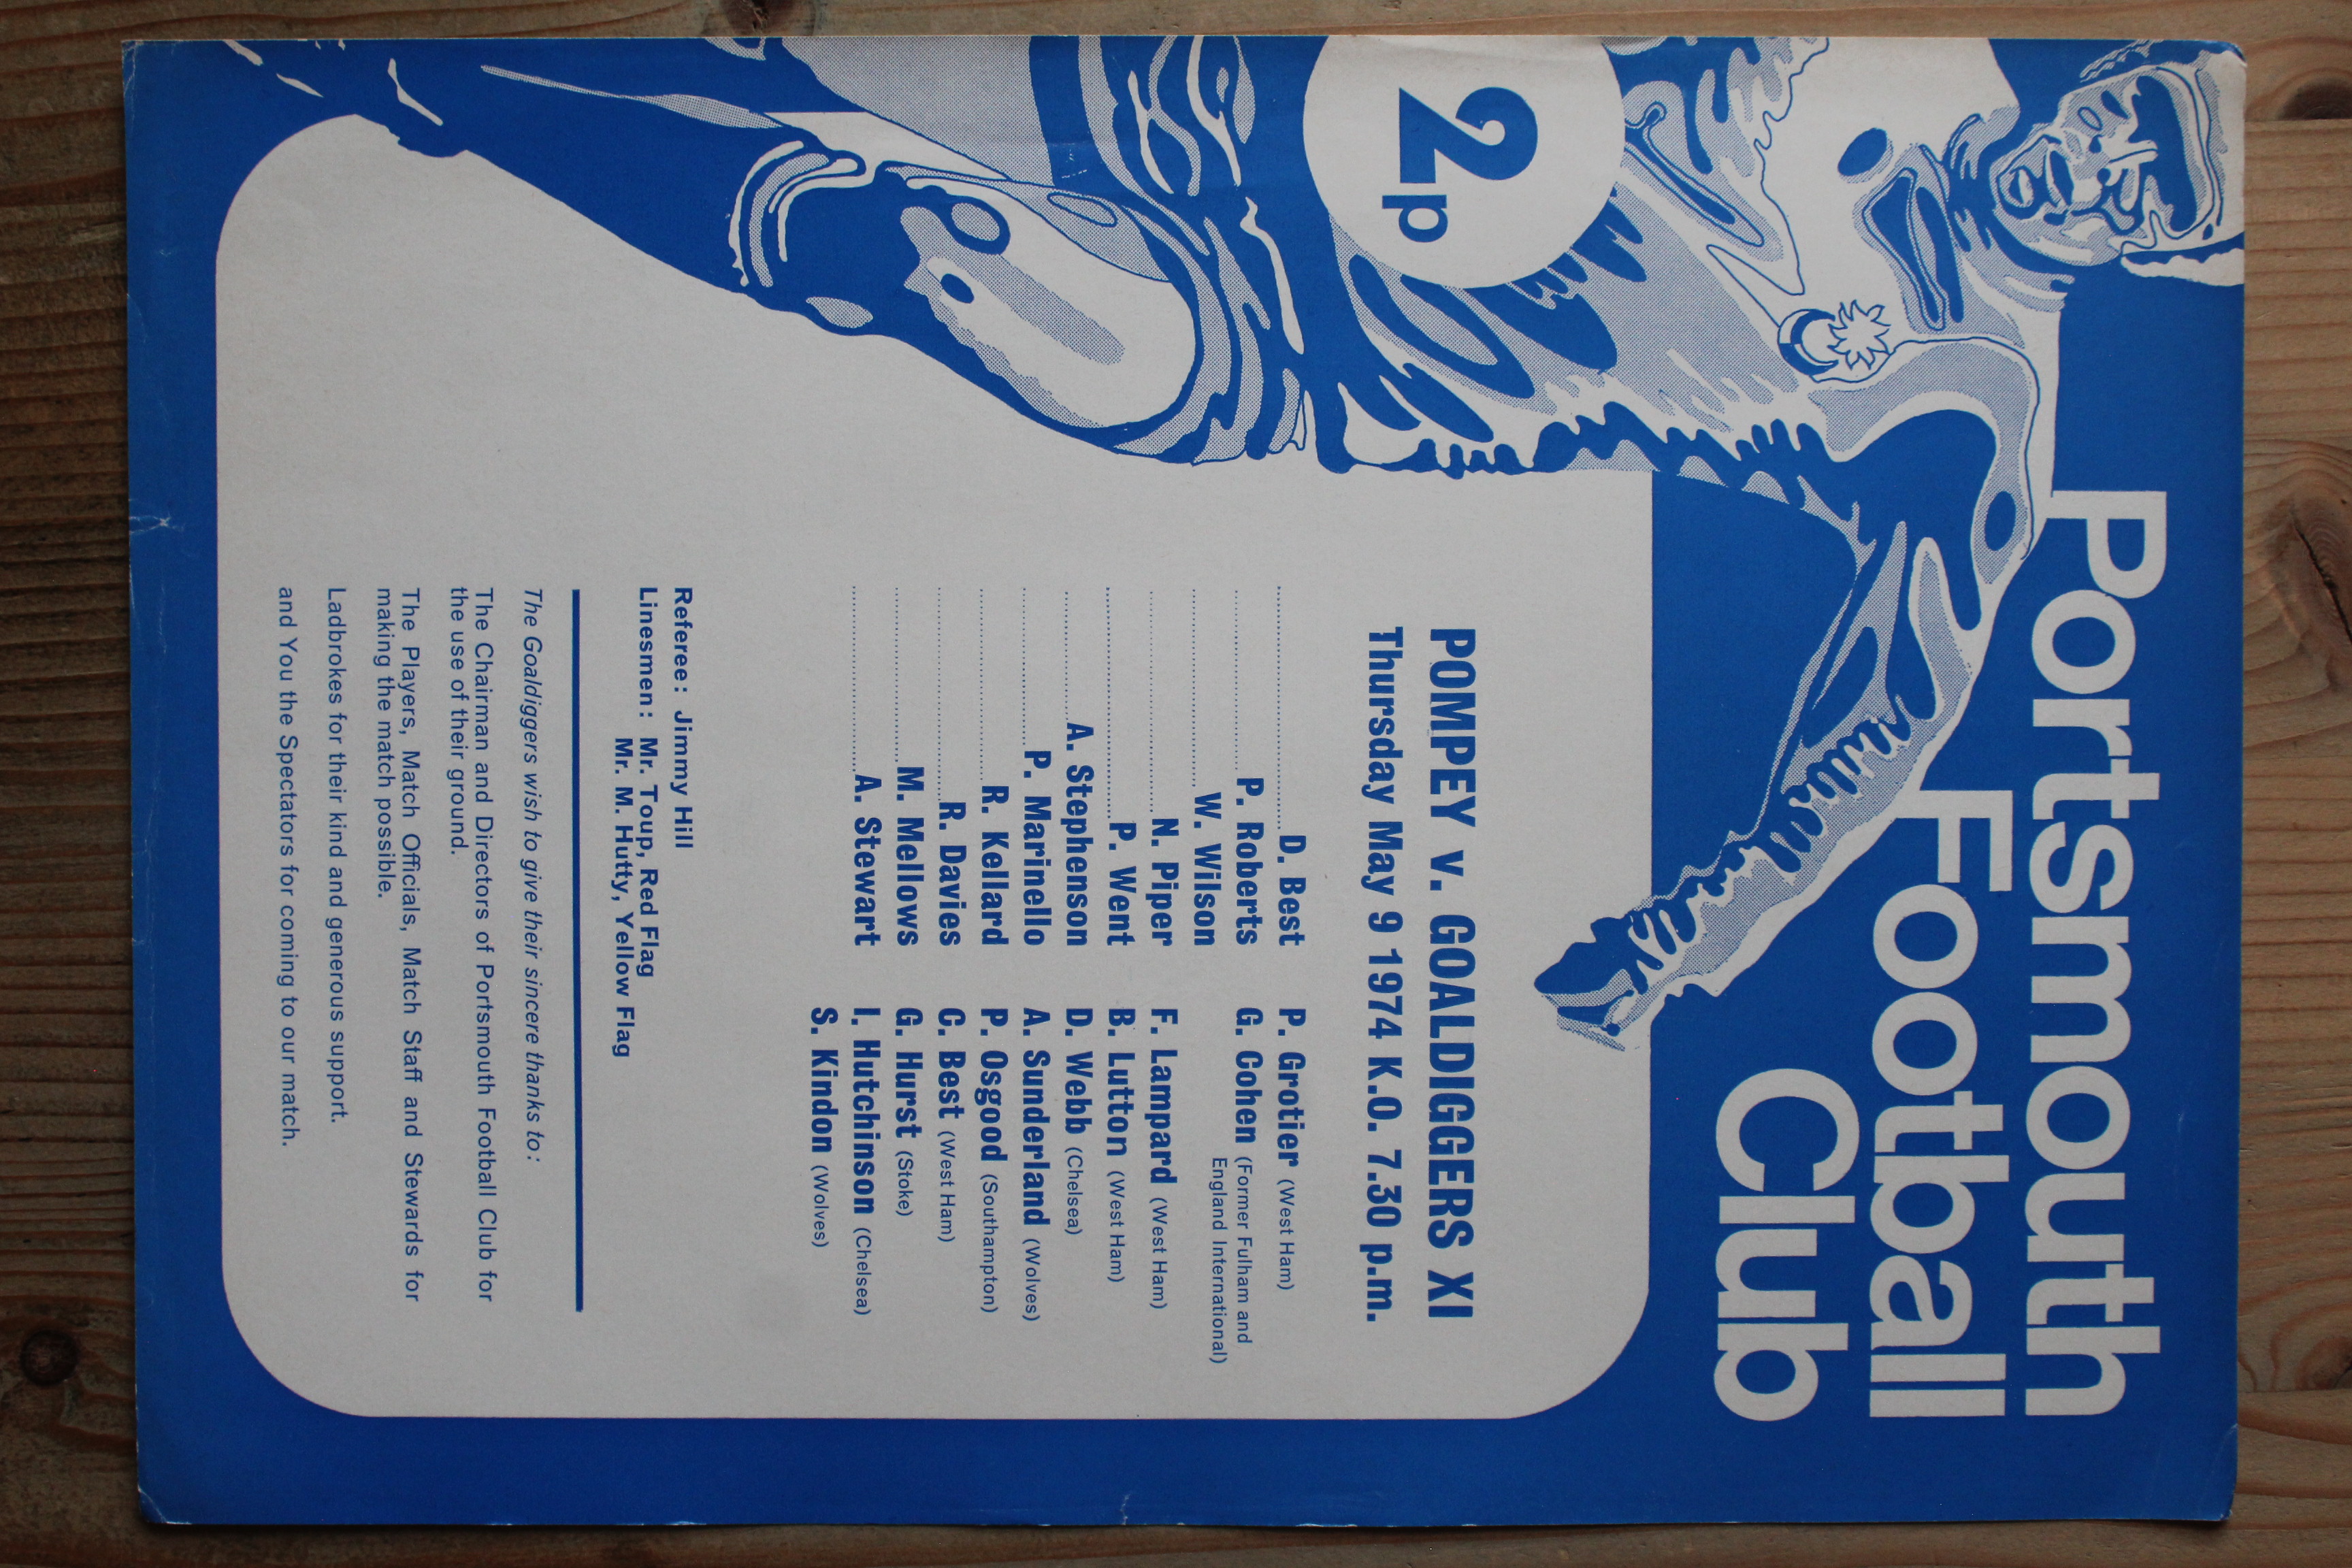 Portsmouth
Football
Club
2p
POMPEY v. GOALDIGGERS XI
Thursday May 9 1974 K.O. 7.30 p.m.
D. Best P. Grotier (West Ham)
P. Roberts G. Cohen (Former Fulham and
England International)
W. Wilson
N. Piper F. Lampard (West Ham)
P. Went B. Lutton (West Ham)
A. Stephenson D. Webb (Chelsea)
P. Marinello A. Sunderland (Wolves)
R. Kellard P. Osgood (Southampton)
R. Davies C. Best (West Ham)
M. Mellows G. Hurst (Stoke)
A. Stewart I. Hutchinson (Chelsea)
S. Kindon (Wolves)
Referee: Jimmy Hill
Linesmen: Mr. Toup, Red Flag
Mr. M. Hutty, Yellow Flag
The Goaldiggers wish to give their sincere thanks to:
The Chairman and Directors of Portsmouth Football Club for
the use of their ground.
The Players, Match Officials, Match Staff and Stewards for
making the match possible.
Ladbrokes for their kind and generous support.
and You the Spectators for coming to our match.